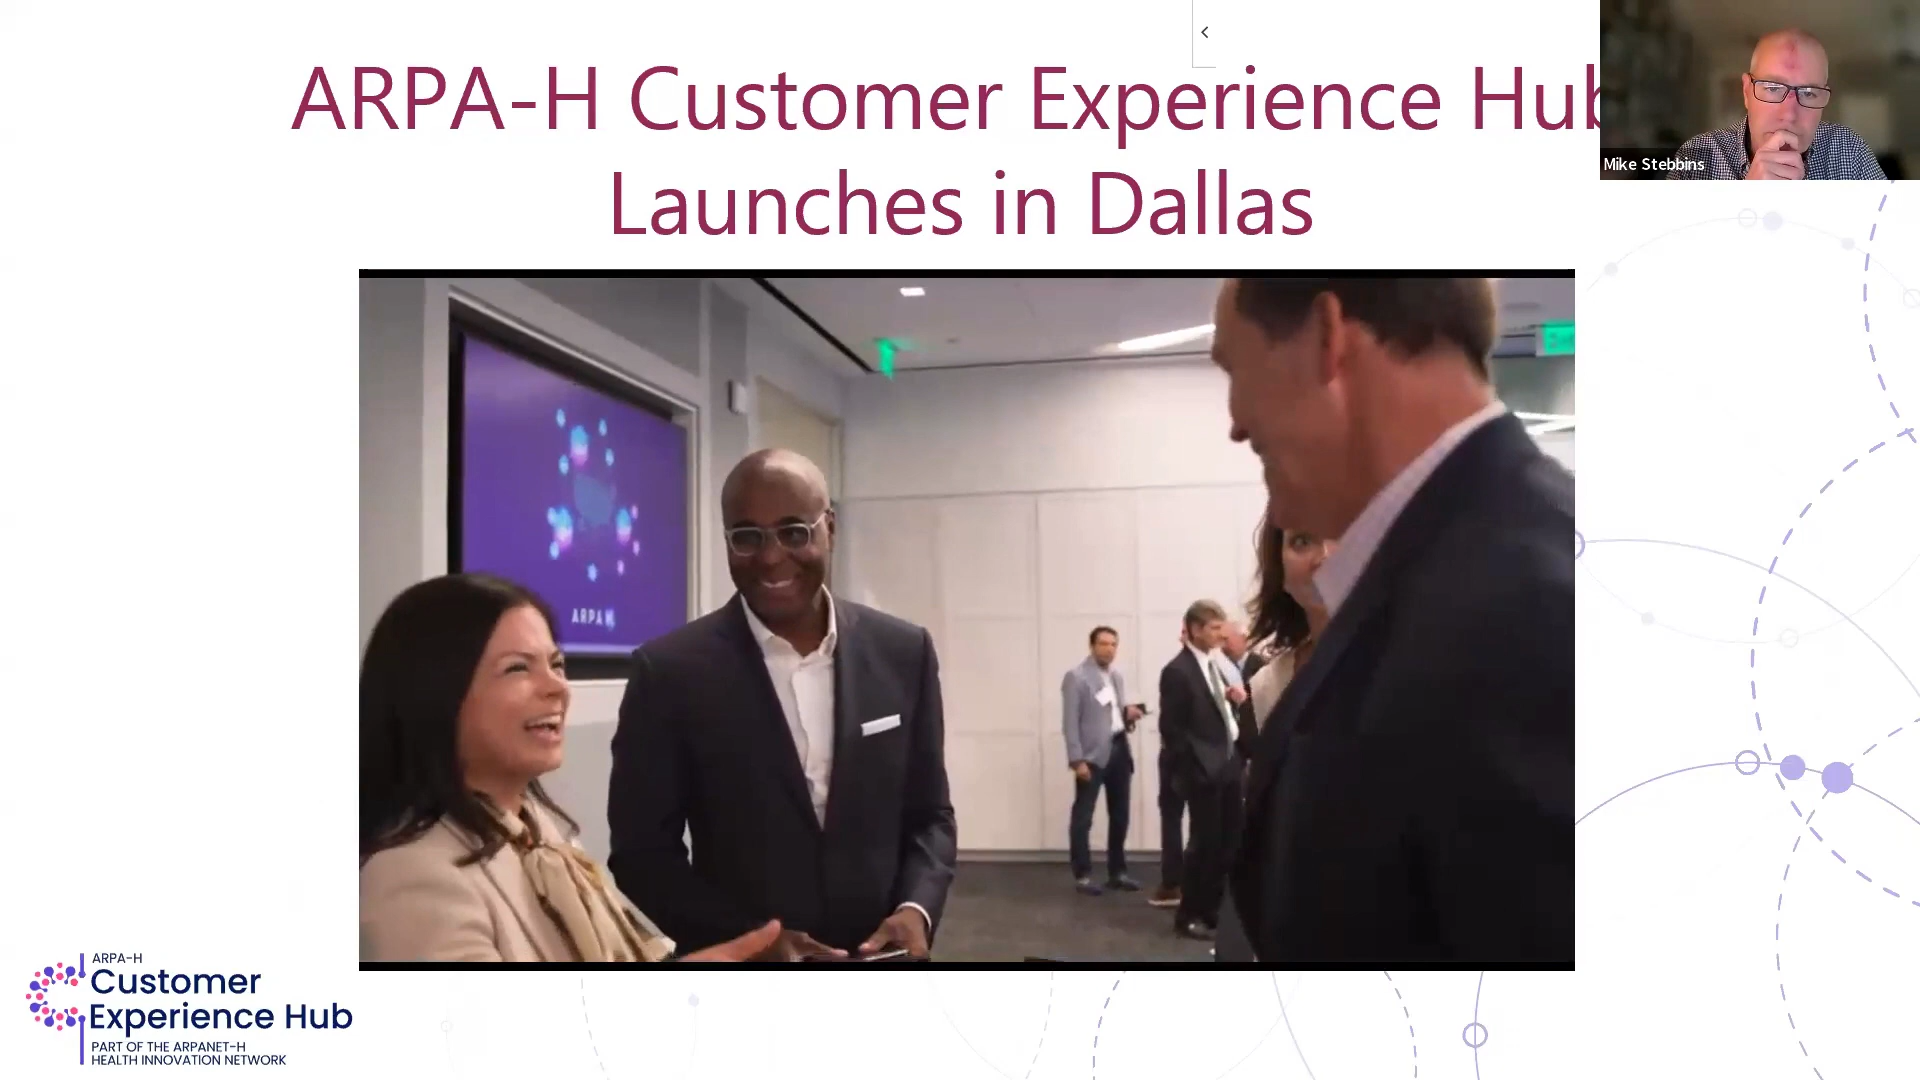 ARPA-H Customer Experience Hub
Launches in Dallas
Mike Stebbins
ARPA H
ARPA-H
Customer
Experience Hub
PART OF THE ARPANET-H
HEALTH INNOVATION NETWORK